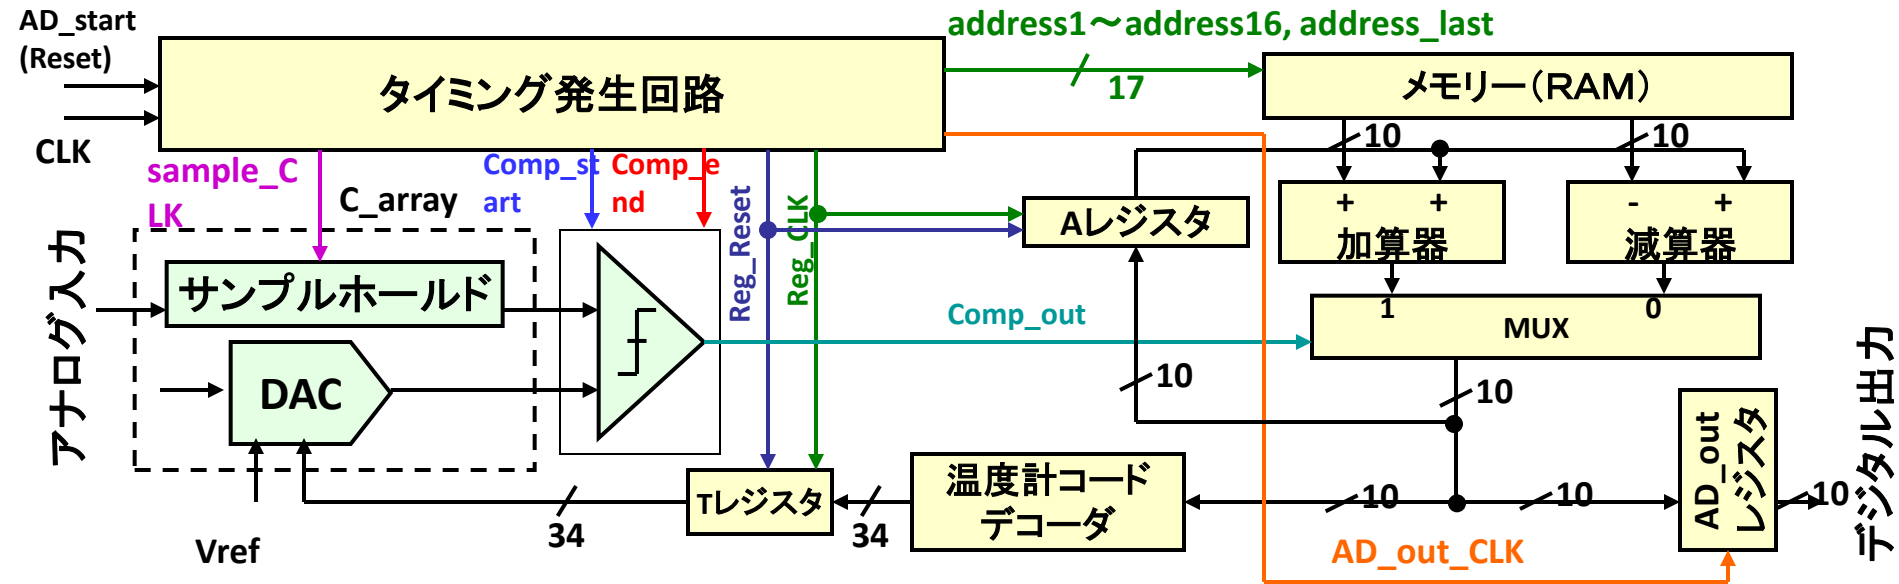 AD_start
(Reset)
CLK
タイミング発生回路
address1～address16, address_last
17
メモリー（RAM）
10
10
sample_C
LK
C_array
Comp_st
art
Comp_e
nd
Reg_Reset
Reg_CLK
Aレジスタ
+ +
加算器
- +
減算器
アナログ入力
サンプルホールド
DAC
Vref
Comp_out
1
0
MUX
10
10
Tレジスタ
34
34
温度計コード
デコーダ
10
10
AD_out
レジスタ
10
デジタル出力
AD_out_CLK